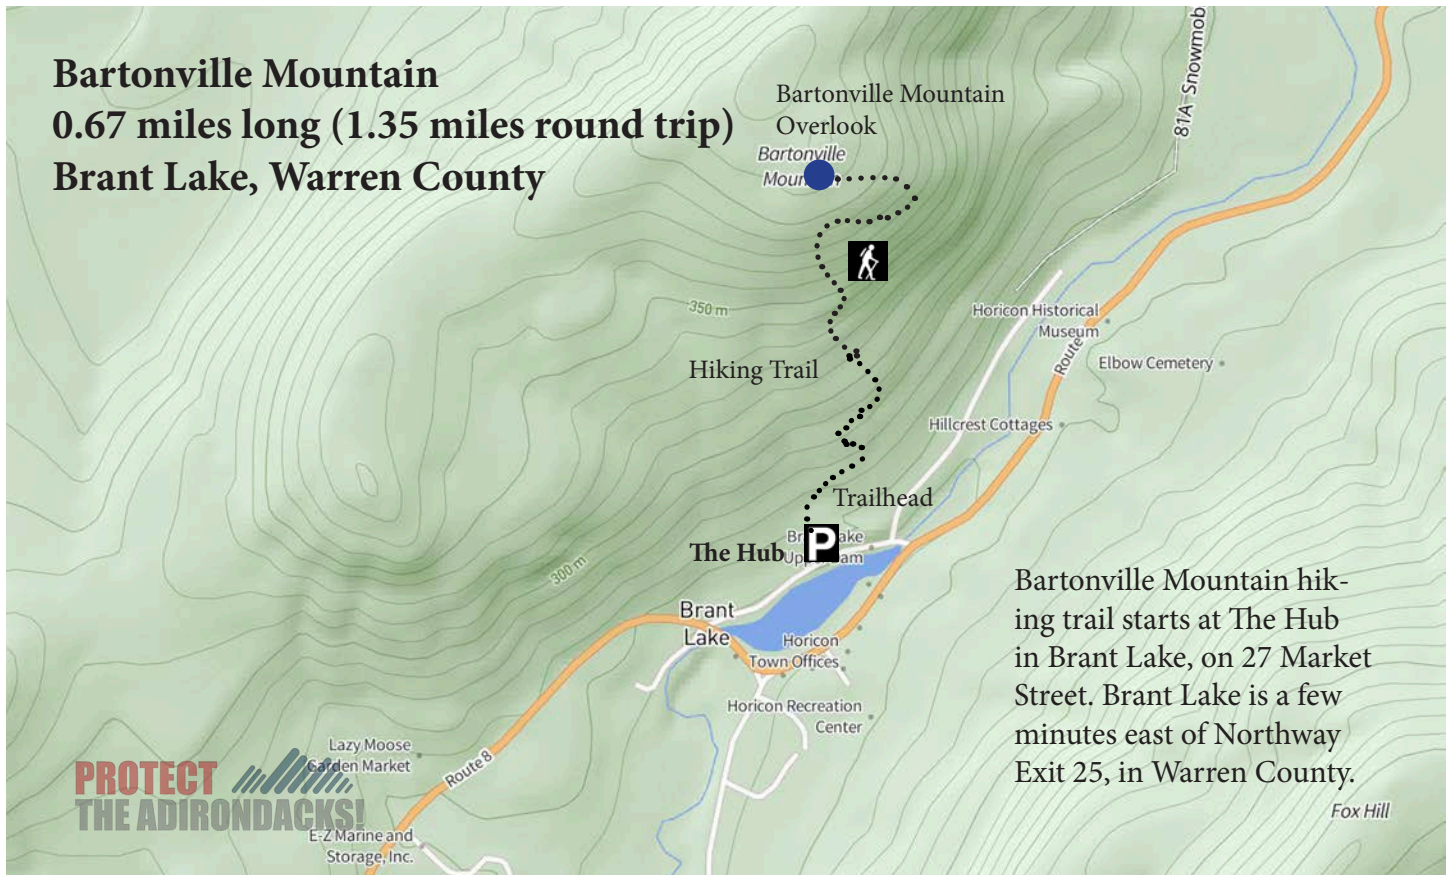 Bartonville Mountain
0.67 miles long (1.35 miles round trip)
Brant Lake, Warren County
Bartonville Mountain
Overlook
Bartonville
81A Snowmob
350 m
Horicon Historical
Museum
Route
Elbow Cemetery
Hiking Trail
Hillcrest Cottages
Trailhead
P
The Hub
300 m
Brant
Lake
Horicon
Town Offices
Horicon Recreation
Center
Bartonville Mountain hik-
ing trail starts at The Hub
in Brant Lake, on 27 Market
Street. Brant Lake is a few
minutes east of Northway
Exit 25, in Warren County.
Lazy Moose
Garden Market
Route 8
PROTECT
THE ADIRONDACKS!
E-Z Marine and
Storage, Inc.
Fox Hill